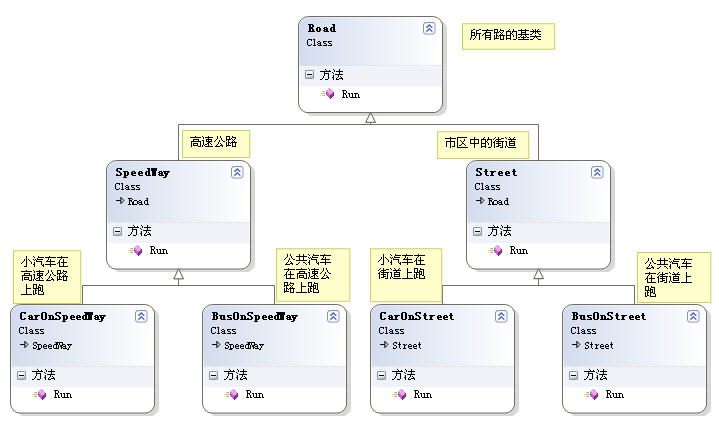 Road
Class
方法
Run
所有路的基类
高速公路
市区中的街道
SpeedWay
Class
Road
方法
Run
Street
Class
Road
方法
Run
小汽车在
高速公路
上跑
公共汽车
在高速公
路上跑
小汽车在
街道上跑
公共汽车
在街道上
跑
CarOnSpeedWay
Class
SpeedWay
方法
Run
BusOnSpeedWay
Class
SpeedWay
方法
Run
CarOnStreet
Class
Street
方法
Run
BusOnStreet
Class
Street
方法
Run